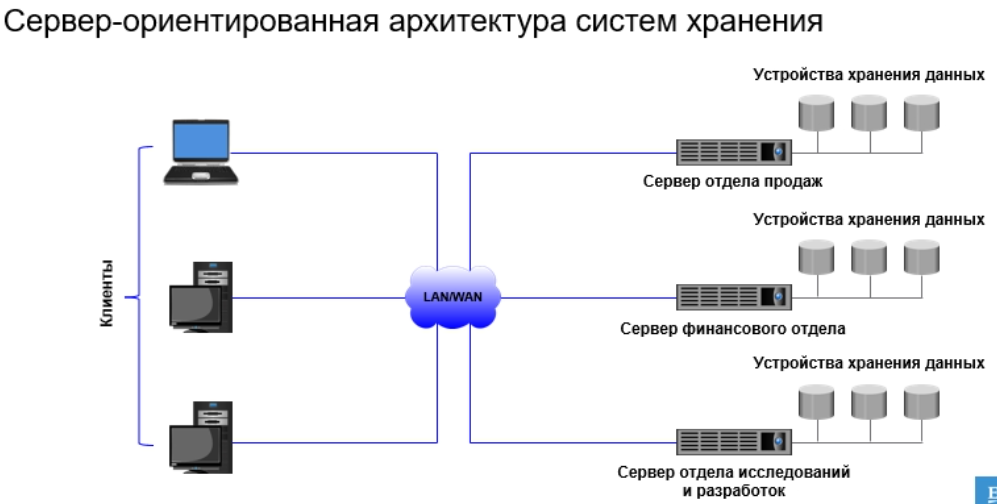 Сервер-ориентированная архитектура систем хранения
Устройства хранения данных
Сервер отдела продаж
Устройства хранения данных
Клиенты
LAN/WAN
Сервер финансового отдела
Устройства хранения данных
Сервер отдела исследований
и разработок